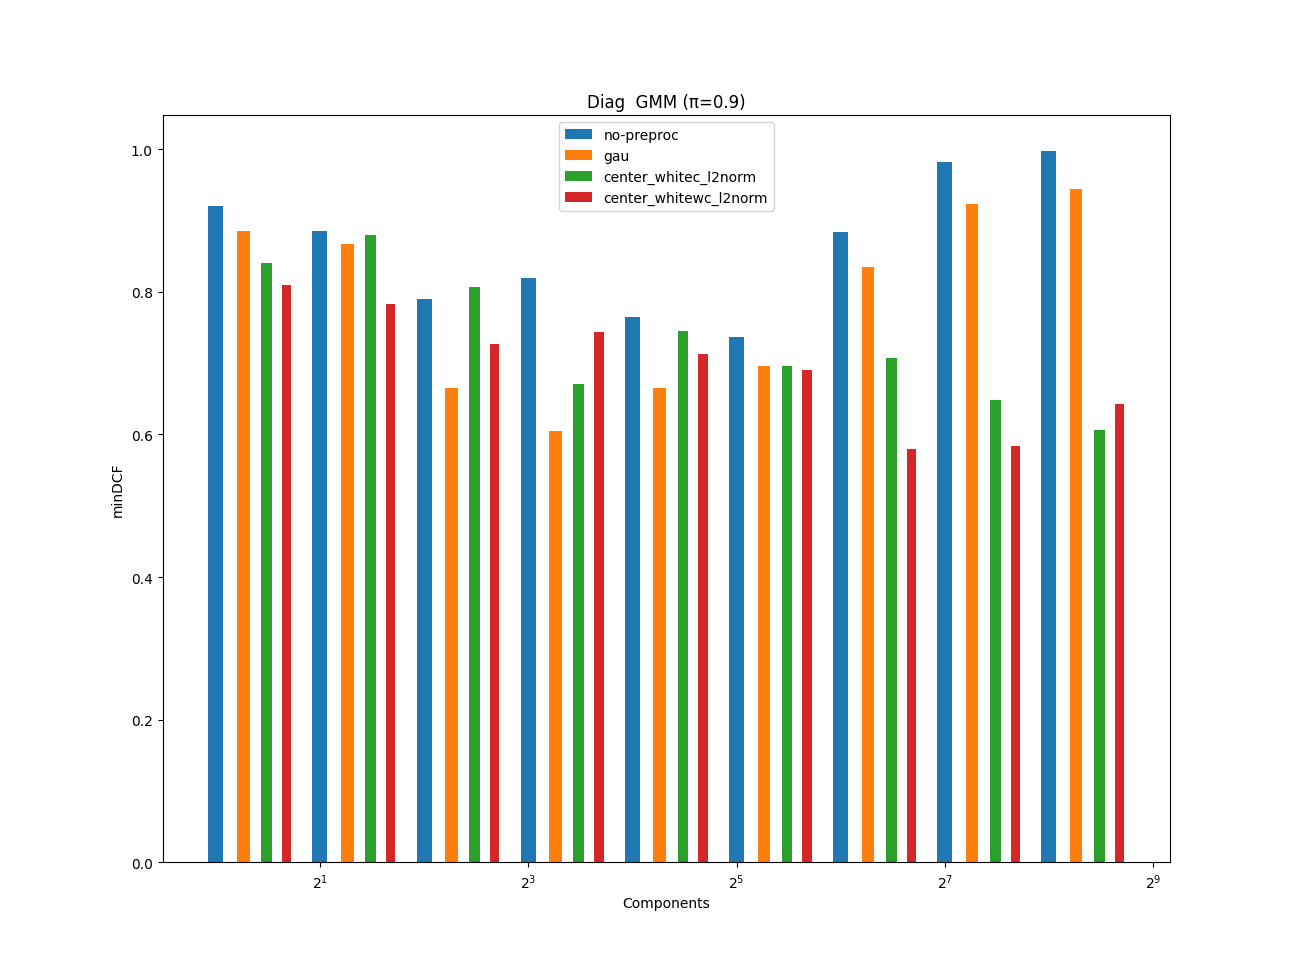 Diag  GMM (π=0.9)
no-preproc
gau
center_whitec_l2norm
center_whitewc_l2norm
1.0
0.8
0.6
0.4
0.2
0.0
minDCF
2¹ 2³ 2⁵ 2⁷ 2⁹
Components